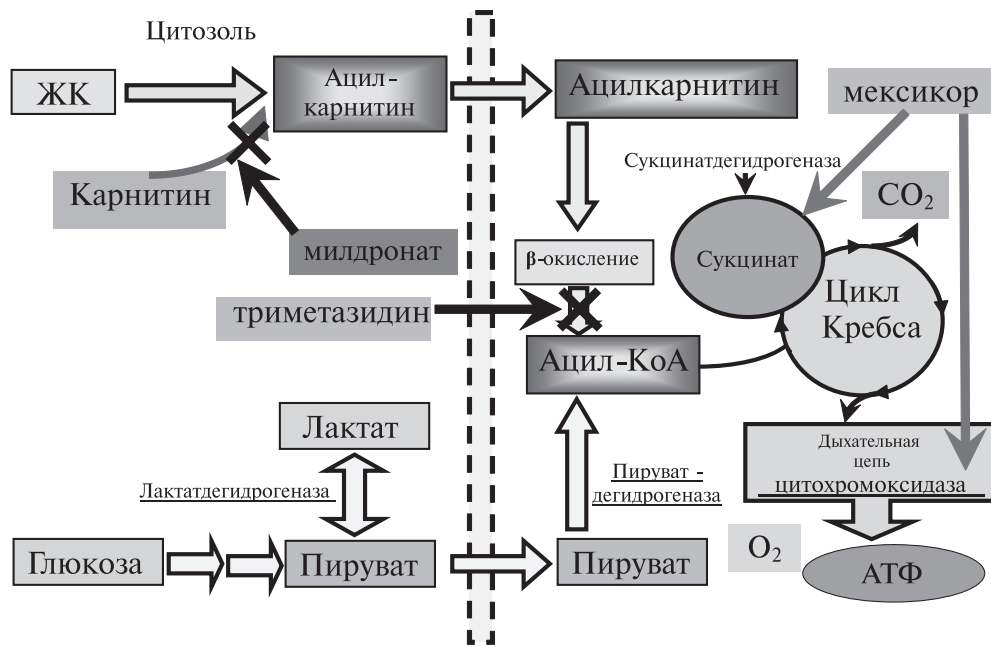 Цитозоль
ЖК
Ацил-
карнитин
Ацилкарнитин
мексикор
Сукцинатдегидрогеназа
Карнитин
CO₂
милдронат
β-окисление
Сукцинат
триметазидин
Цикл
Кребса
Ацил-КоА
Лактат
Дыхательная
цепь
цитохромоксидаза
Лактатдегидрогеназа
Пируват -
дегидрогеназа
Глюкоза
Пируват
Пируват
O₂
АТФ